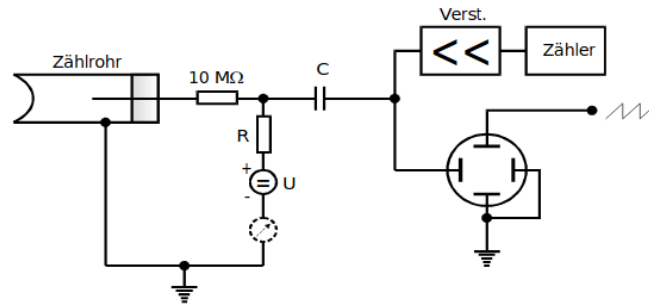 Verst.
Zählrohr
<<
Zähler
10 MΩ
C
R
+
=
U
-